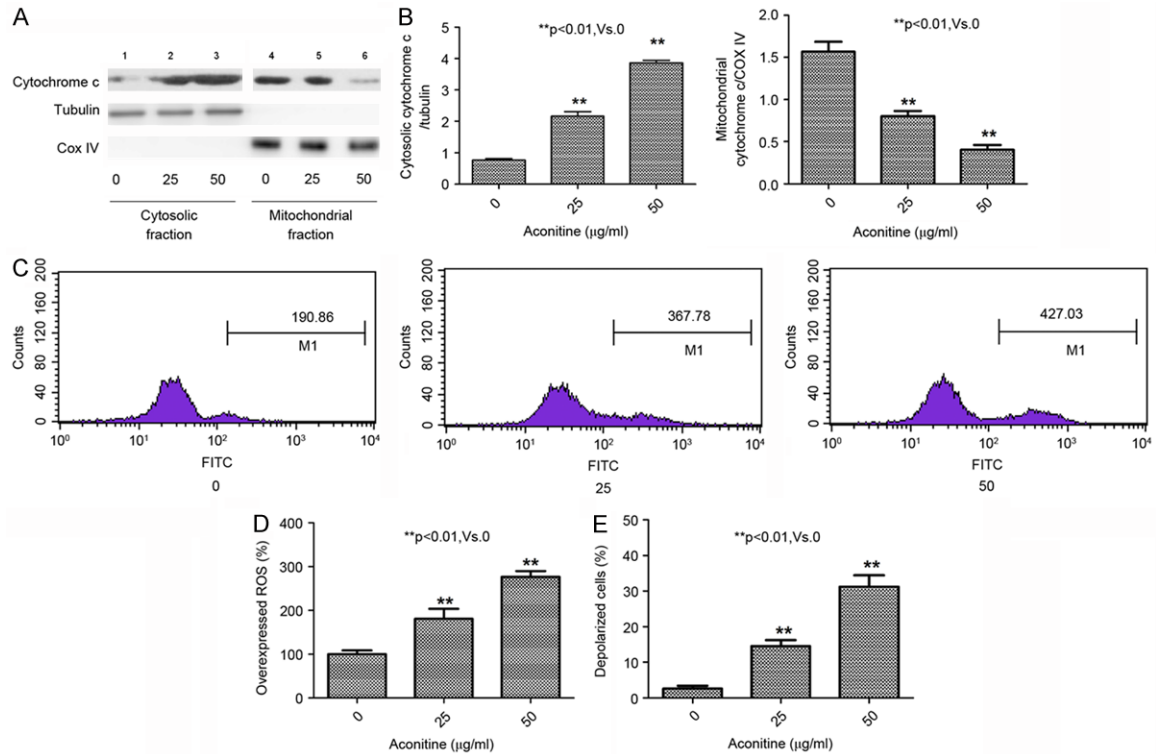 A
1 2 3 4 5 6
Cytochrome c
Tubulin
Cox IV
0 25 50 0 25 50
Cytosolic
fraction
Mitochondrial
fraction
B
**p<0.01,Vs.0
Cytosolic cytochrome c
/tubulin
5
4
3
2
1
0
**
**
0 25 50
Aconitine (μg/ml)
**p<0.01,Vs.0
Mitochondrial
cytochrome c/COX IV
2.0
1.5
1.0
0.5
0.0
**
**
0 25 50
Aconitine (μg/ml)
C
Counts
200
160
120
80
40
0
190.86
M1
10⁰ 10¹ 10² 10³ 10⁴
FITC
0
Counts
200
160
120
80
40
0
367.78
M1
10⁰ 10¹ 10² 10³ 10⁴
FITC
25
Counts
200
160
120
80
40
0
427.03
M1
10⁰ 10¹ 10² 10³ 10⁴
FITC
50
D
**p<0.01,Vs.0
Overexpressed ROS (%)
400
300
200
100
0
**
**
0 25 50
Aconitine (μg/ml)
E
**p<0.01,Vs.0
Depolarized cells (%)
50
40
30
20
10
0
**
**
0 25 50
Aconitine (μg/ml)